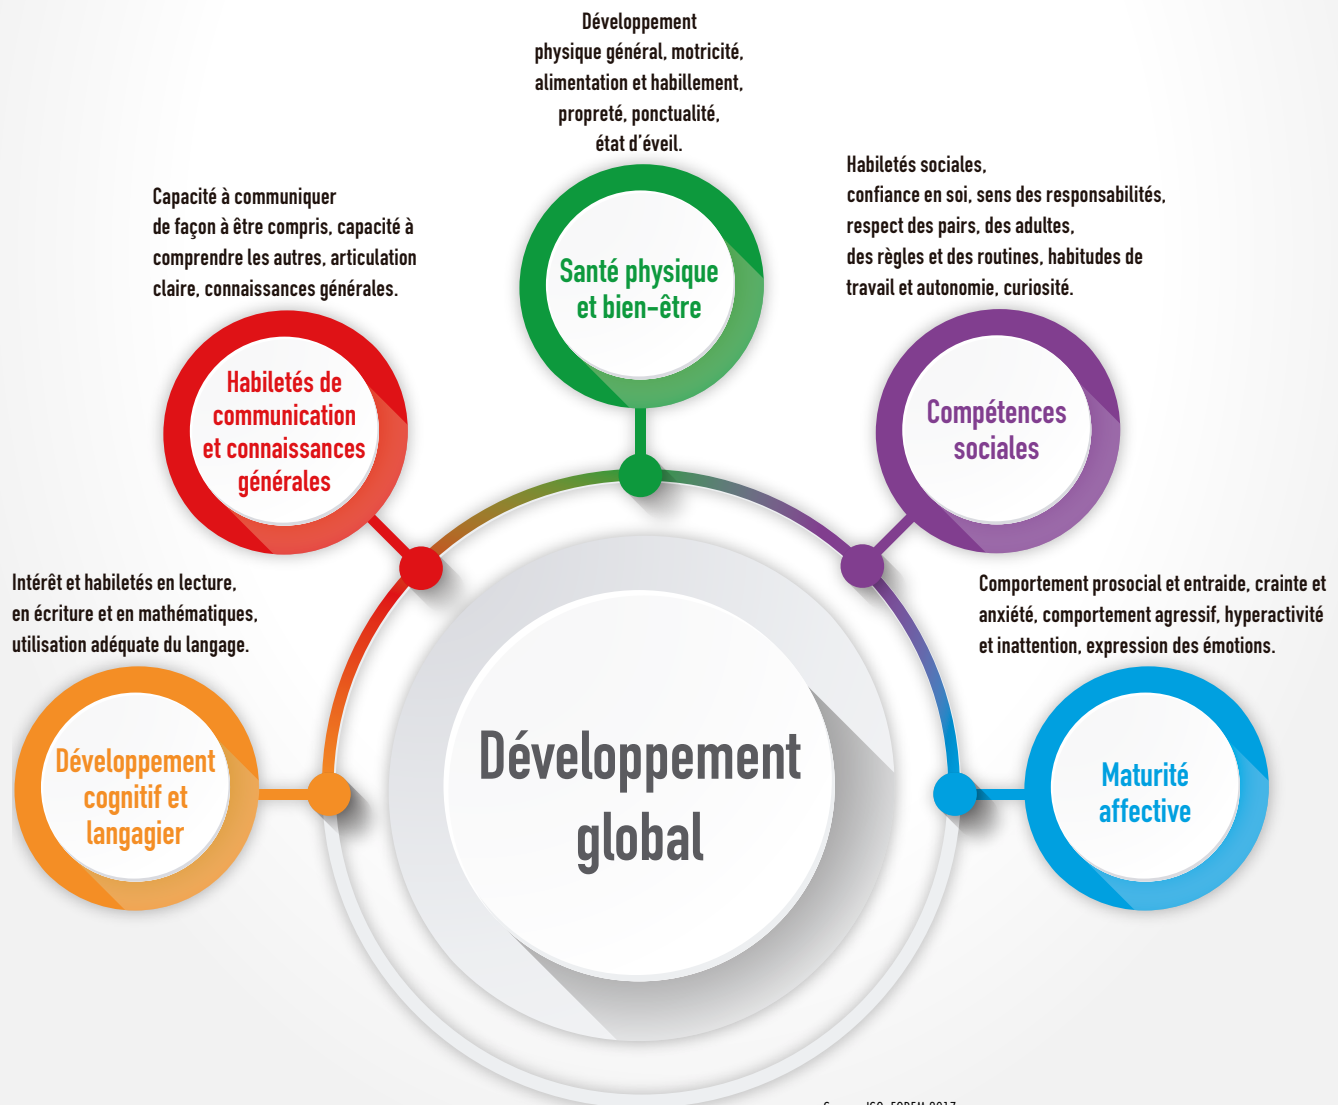 Développement
physique général, motricité,
alimentation et habillement,
propreté, ponctualité,
état d'éveil.
Santé physique
et bien-être
Capacité à communiquer
de façon à être compris, capacité à
comprendre les autres, articulation
claire, connaissances générales.
Habiletés de
communication
et connaissances
générales
Habiletés sociales,
confiance en soi, sens des responsabilités,
respect des pairs, des adultes,
des règles et des routines, habitudes de
travail et autonomie, curiosité.
Compétences
sociales
Intérêt et habiletés en lecture,
en écriture et en mathématiques,
utilisation adéquate du langage.
Développement
cognitif et
langagier
Comportement prosocial et entraide, crainte et
anxiété, comportement agressif, hyperactivité
et inattention, expression des émotions.
Maturité
affective
Développement
global